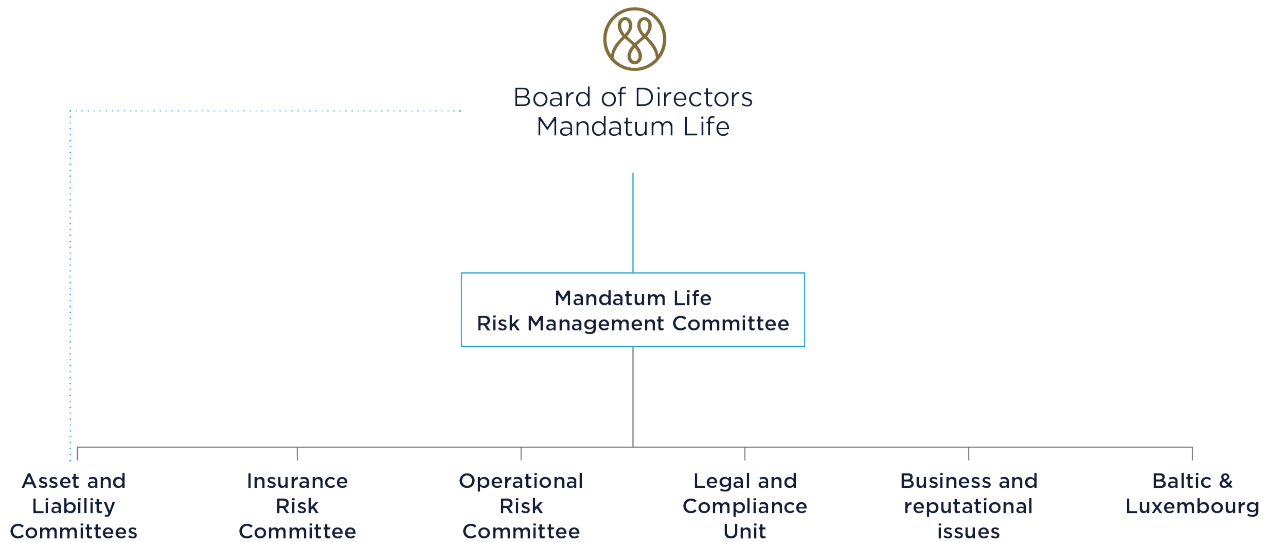 Board of Directors
Mandatum Life
Mandatum Life
Risk Management Committee
Asset and
Liability
Committees
Insurance
Risk
Committee
Operational
Risk
Committee
Legal and
Compliance
Unit
Business and
reputational
issues
Baltic &
Luxembourg